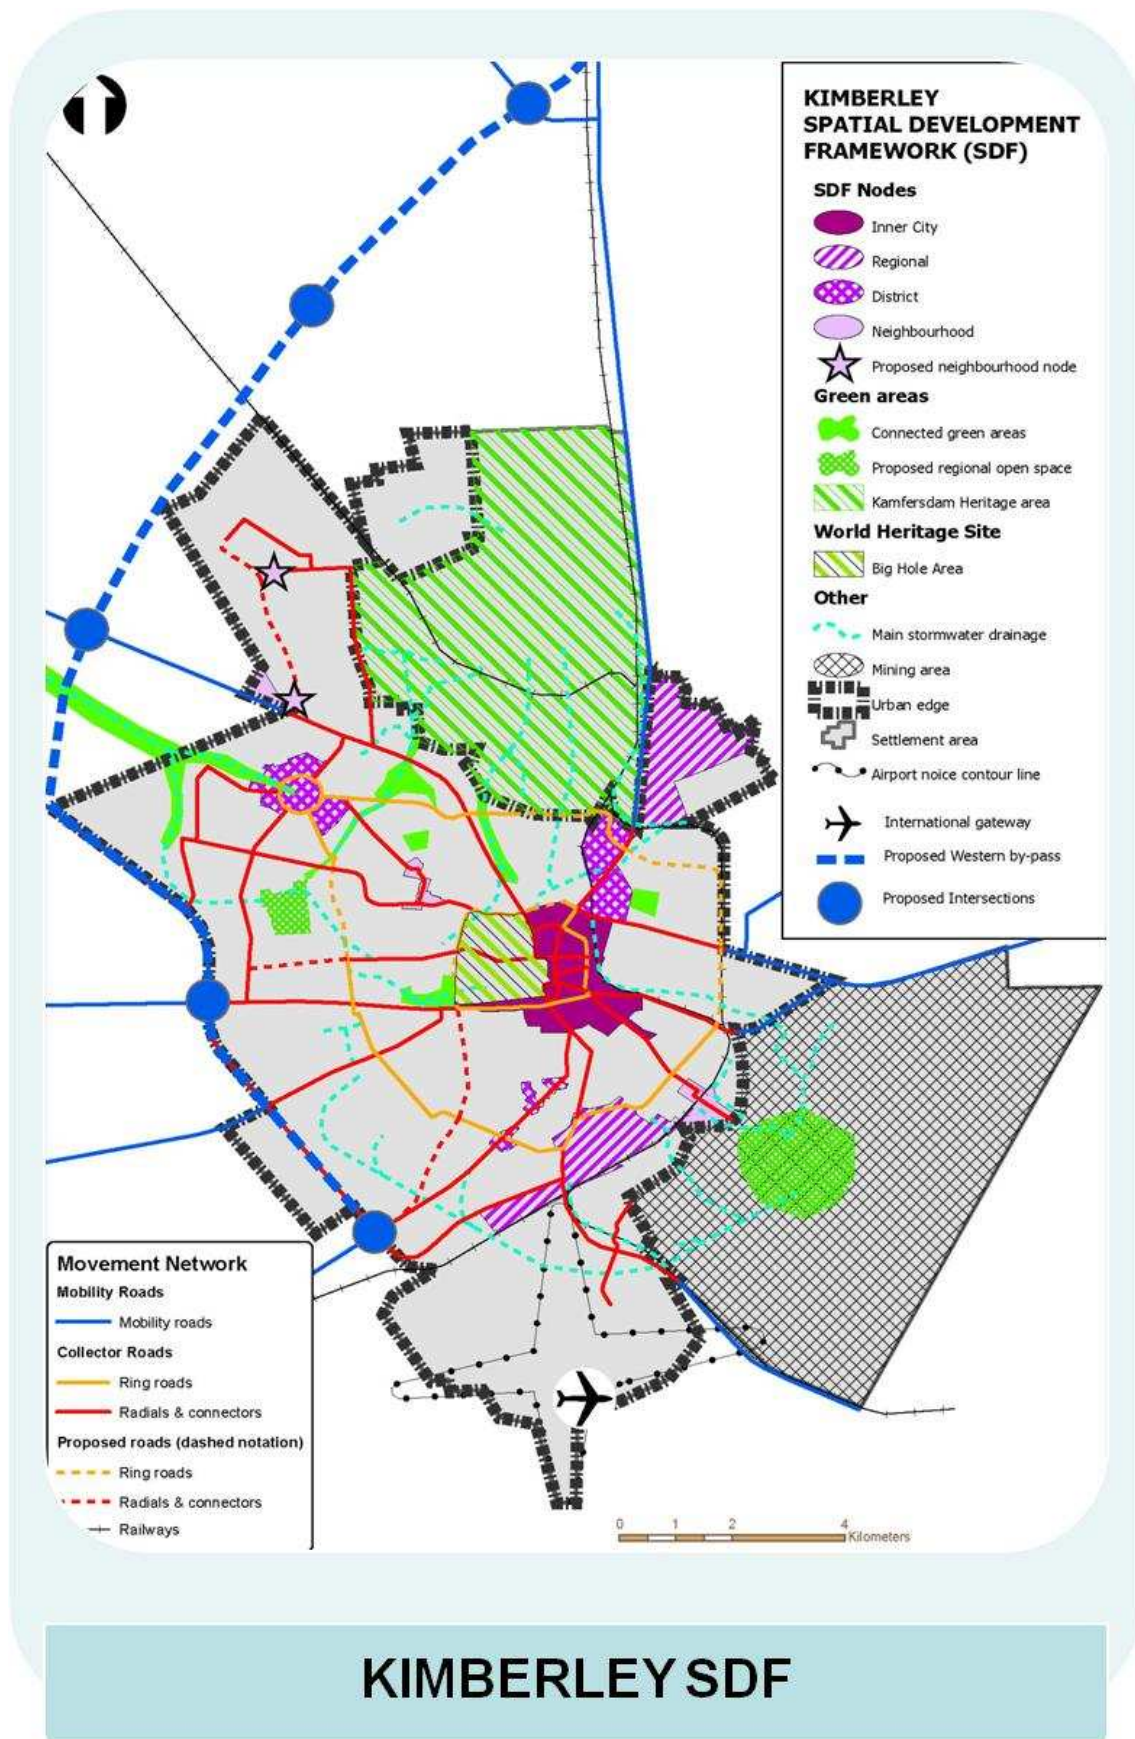 KIMBERLEY
SPATIAL DEVELOPMENT
FRAMEWORK (SDF)
SDF Nodes
Inner City
Regional
District
Neighbourhood
Proposed neighbourhood node
Green areas
Connected green areas
Proposed regional open space
Kamfersdam Heritage area
World Heritage Site
Big Hole Area
Other
Main stormwater drainage
Mining area
Urban edge
Settlement area
Airport noice contour line
International gateway
Proposed Western by-pass
Proposed Intersections
Movement Network
Mobility Roads
Mobility roads
Collector Roads
Ring roads
Radials & connectors
Proposed roads (dashed notation)
Ring roads
Radials & connectors
Railways
0 1 2 4
Kilometers
KIMBERLEY SDF